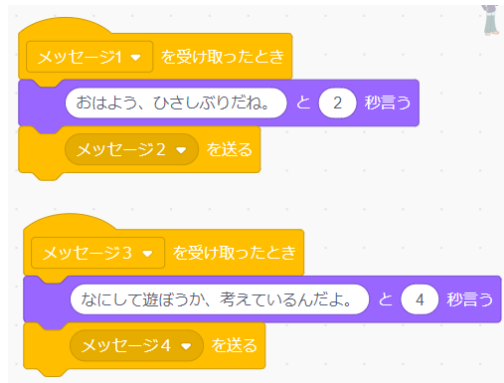 メッセージ1 を受け取ったとき
おはよう、ひさしぶりだね。 と 2 秒言う
メッセージ2 を送る
メッセージ3 を受け取ったとき
なにして遊ぼうか、考えているんだよ。 と 4 秒言う
メッセージ4 を送る